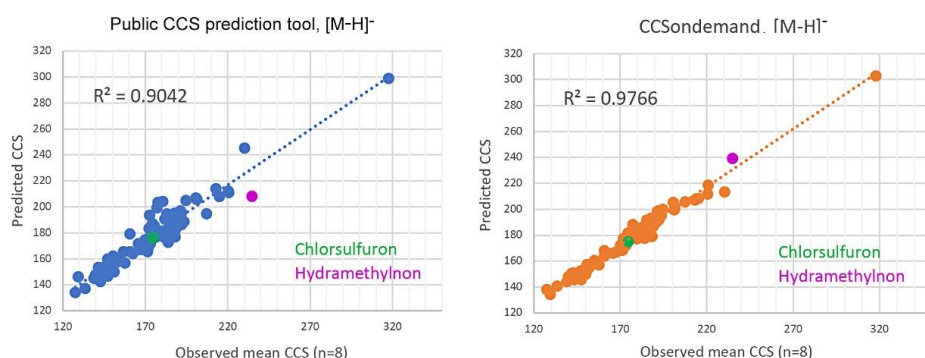 Public CCS prediction tool, [M-H]-
320
300
280
260
240
220
200
180
160
140
120
Predicted CCS
R² = 0.9042
Chlorsulfuron
Hydramethylnon
120 170 220 270 320
Observed mean CCS (n=8)
CCSondemand. [M-H]-
320
300
280
260
240
220
200
180
160
140
120
Predicted CCS
R² = 0.9766
Chlorsulfuron
Hydramethylnon
120 170 220 270 320
Observed mean CCS (n=8)